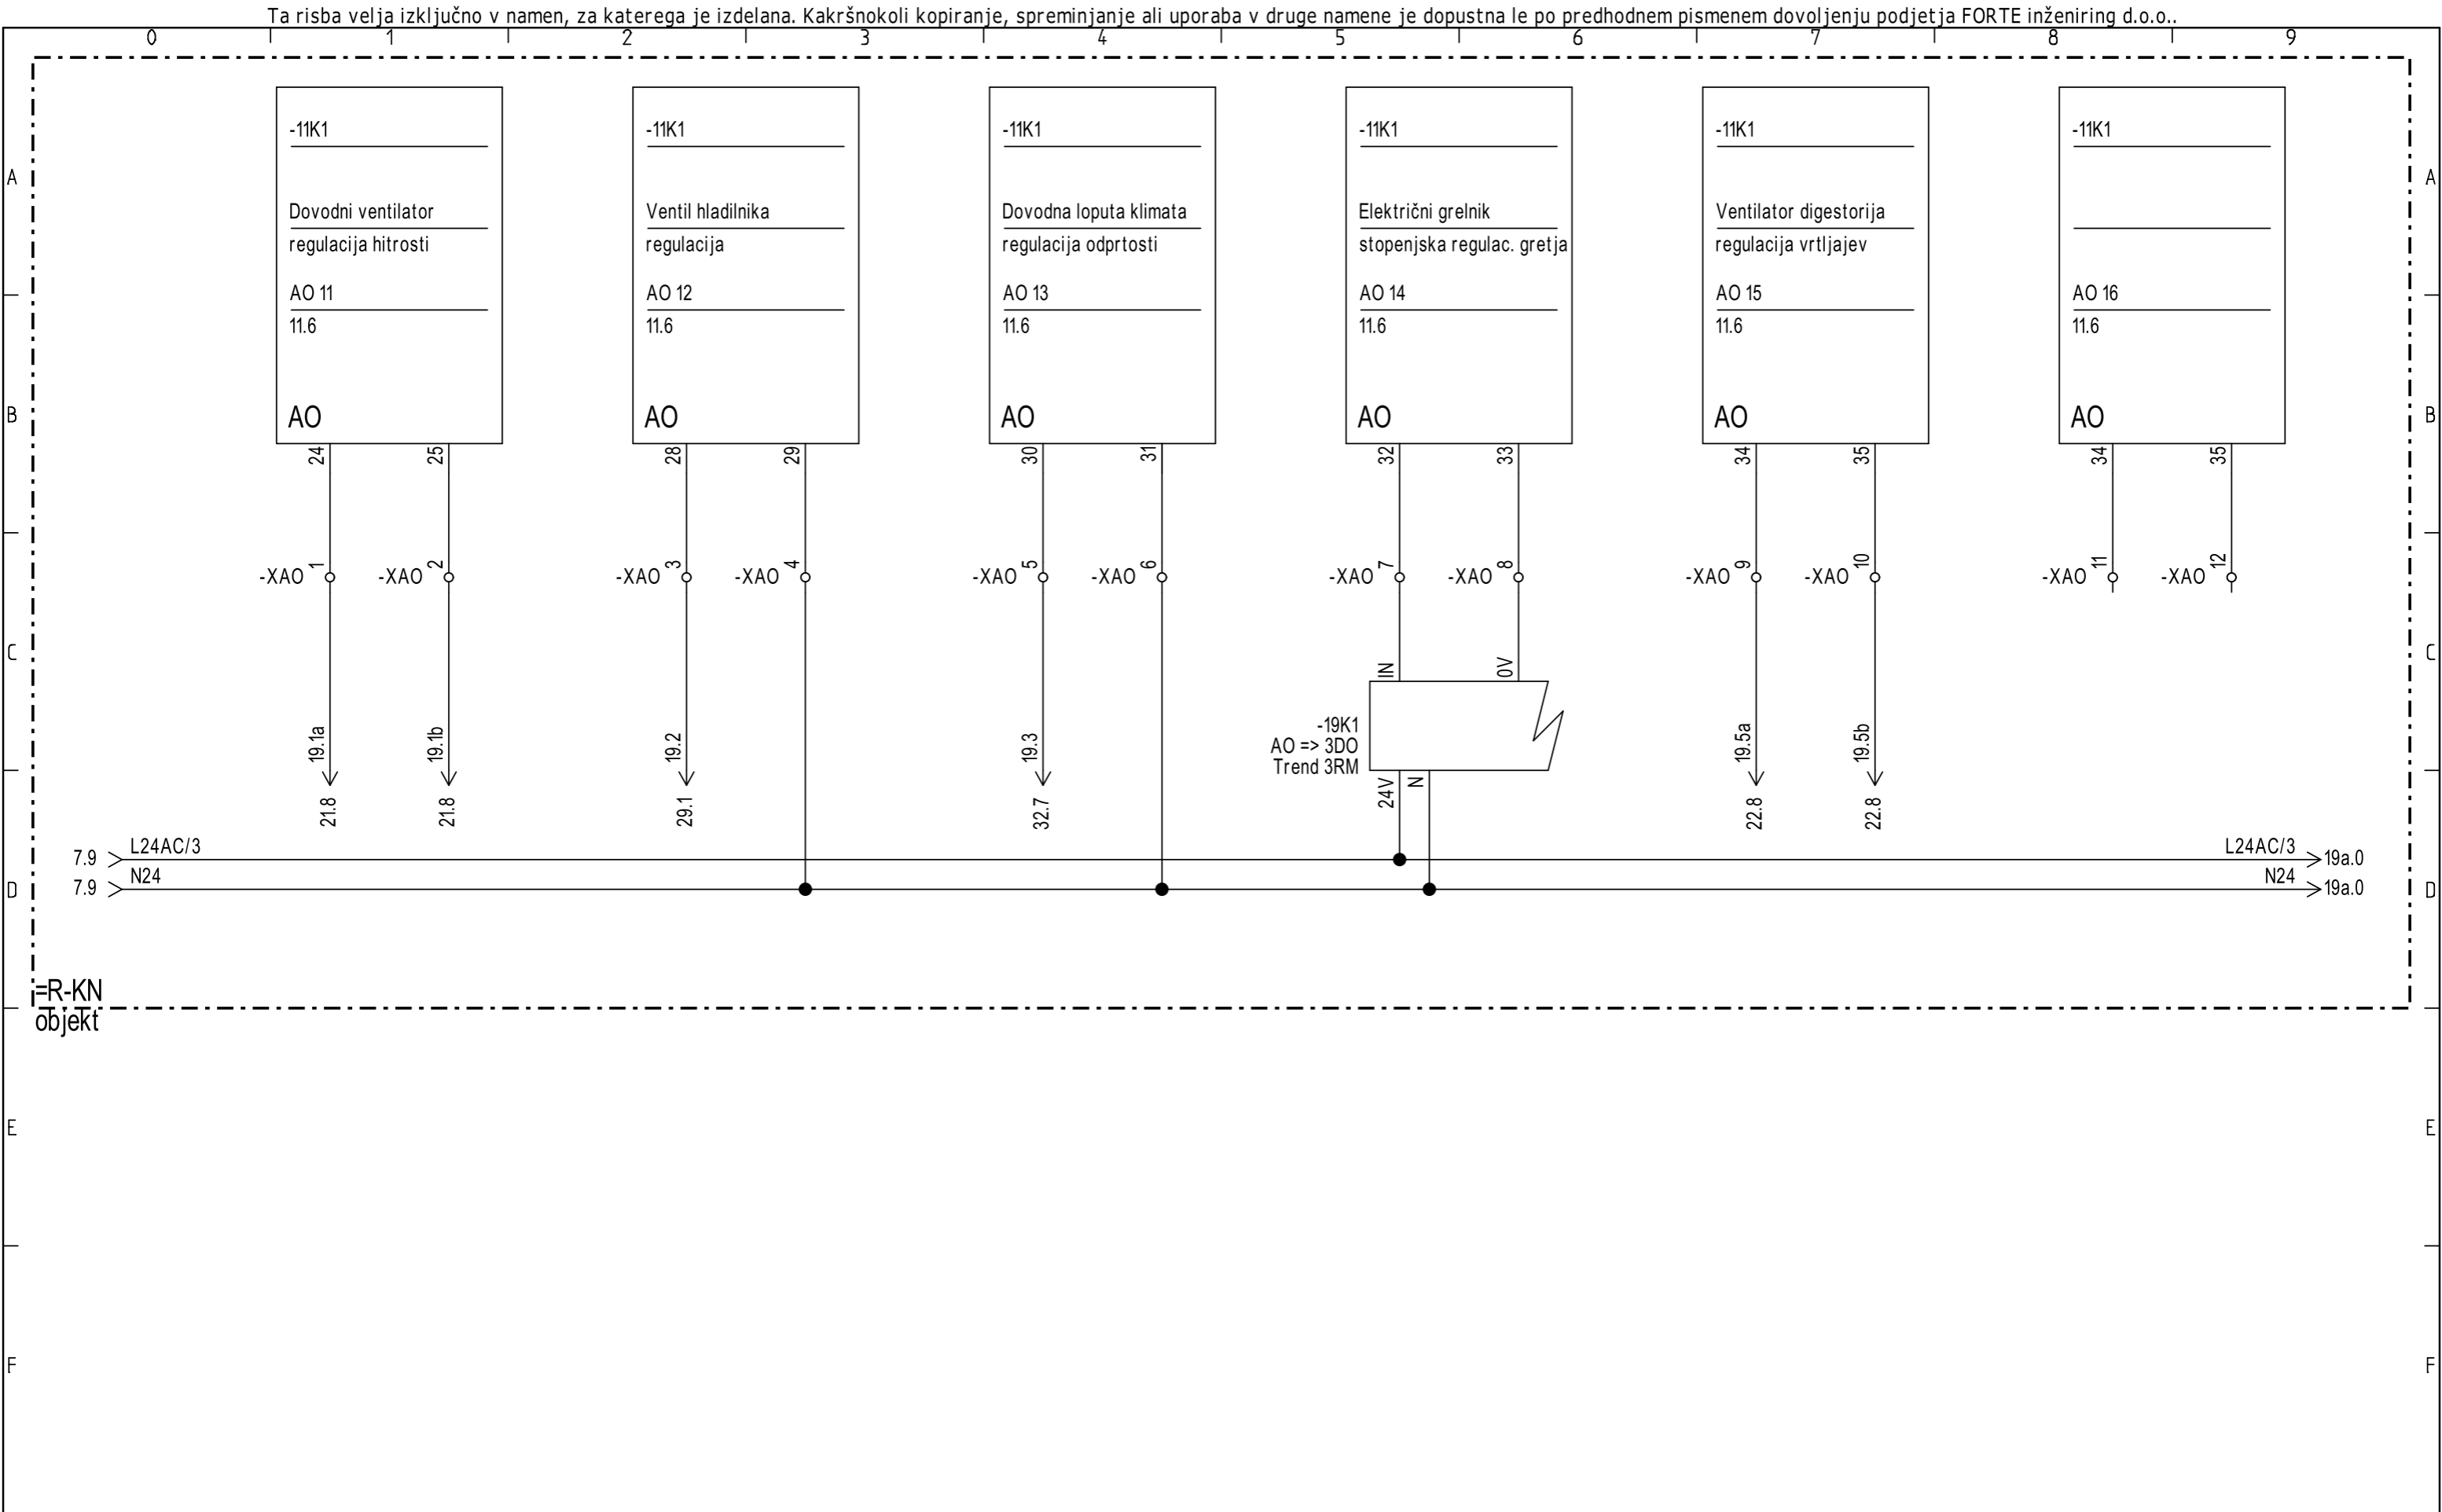 Ta risba velja izključno v namen, za katerega je izdelana. Kakršnokoli kopiranje, spreminjanje ali uporaba v druge namene je dopustna le po predhodnem pismenem dovoljenju podjetja FORTE inženiring d.o.o..
0 1 2 3 4 5 6 7 8 9
-11K1 -11K1 -11K1 -11K1 -11K1 -11K1
A A
Dovodni ventilator Ventil hladilnika Dovodna loputa klimata Električni grelnik Ventilator digestorija
regulacija hitrosti regulacija regulacija odprtosti stopenjska regulac. gretja regulacija vrtljajev
AO 11 AO 12 AO 13 AO 14 AO 15 AO 16
11.6 11.6 11.6 11.6 11.6 11.6
B AO AO AO AO AO AO B
24 25 28 29 30 31 32 33 34 35 34 35
-XAO 1 -XAO 2 -XAO 3 -XAO 4 -XAO 5 -XAO 6 -XAO 7 -XAO 8 -XAO 9 -XAO 10 -XAO 11 -XAO 12
C C
IN 0V
19.1a 19.1b 19.2 19.3 19.5a 19.5b
-19K1
AO => 3DO
Trend 3RM
24V N
21.8 21.8 29.1 32.7 22.8 22.8
7.9 L24AC/3 L24AC/3 19a.0
7.9 N24 N24 19a.0
D D
=R-KN
objekt
E E
F F